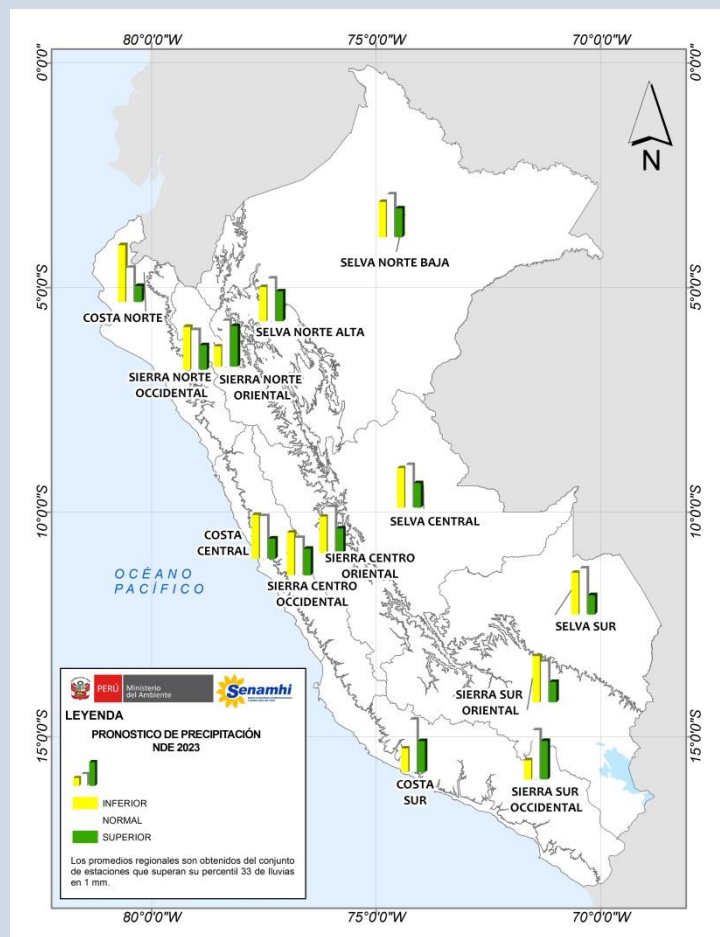 80°0'0"W 75°0'0"W 70°0'0"W
0°0'0" 0°0'0"
N
SELVA NORTE BAJA
5°0'0"S 5°0'0"S
COSTA NORTE
SELVA NORTE ALTA
SIERRA NORTE
OCCIDENTAL
SIERRA NORTE
ORIENTAL
10°0'0"S 10°0'0"S
SELVA CENTRAL
COSTA
CENTRAL
SIERRA CENTRO
ORIENTAL
SIERRA CENTRO
OCCIDENTAL
OCÉANO
PACÍFICO
SELVA SUR
SIERRA SUR
ORIENTAL
15°0'0"S 15°0'0"S
COSTA
SUR
SIERRA SUR
OCCIDENTAL
PERÚ Ministerio
del Ambiente
Senamhi
LEYENDA
PRONOSTICO DE PRECIPITACIÓN
NDE 2023
INFERIOR
NORMAL
SUPERIOR
Los promedios regionales son obtenidos del conjunto
de estaciones que superan su percentil 33 de lluvias
en 1 mm.
80°0'0"W 75°0'0"W 70°0'0"W